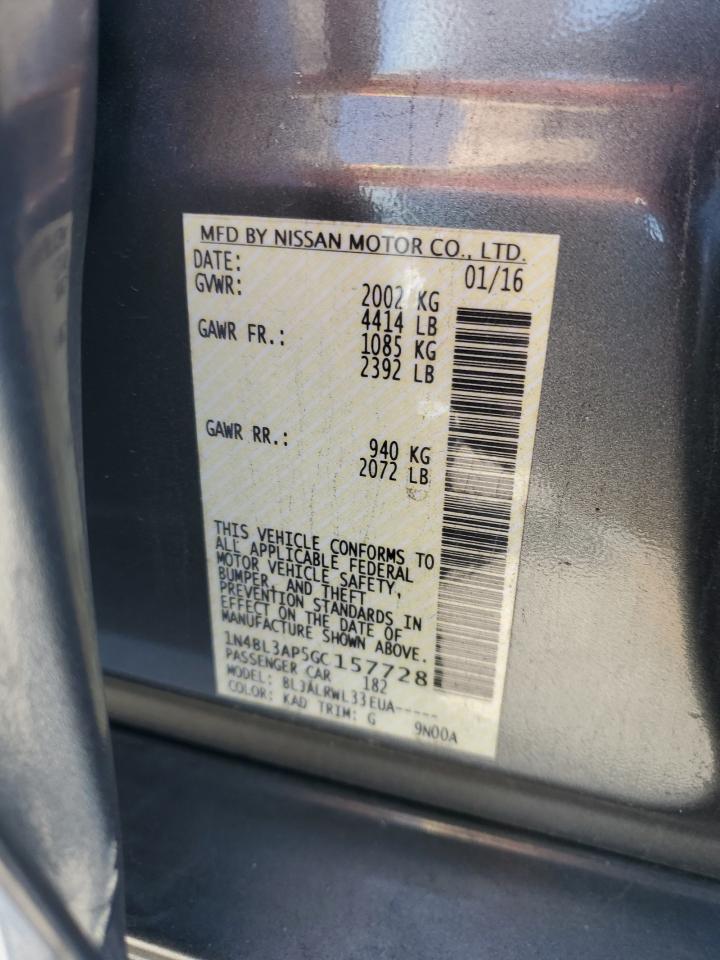 MFD BY NISSAN MOTOR CO., LTD.
DATE: 01/16
GVWR: 2002 KG
4414 LB
GAWR FR.: 1085 KG
2392 LB
GAWR RR.: 940 KG
2072 LB
THIS VEHICLE CONFORMS TO
ALL APPLICABLE FEDERAL
MOTOR VEHICLE SAFETY,
BUMPER, AND THEFT
PREVENTION STANDARDS IN
EFFECT ON THE DATE OF
MANUFACTURE SHOWN ABOVE.
1N4BL3AP5GC157728
PASSENGER CAR 182
MODEL: BLJALRWL33EUA-----
COLOR: KAD TRIM: G 9N00A